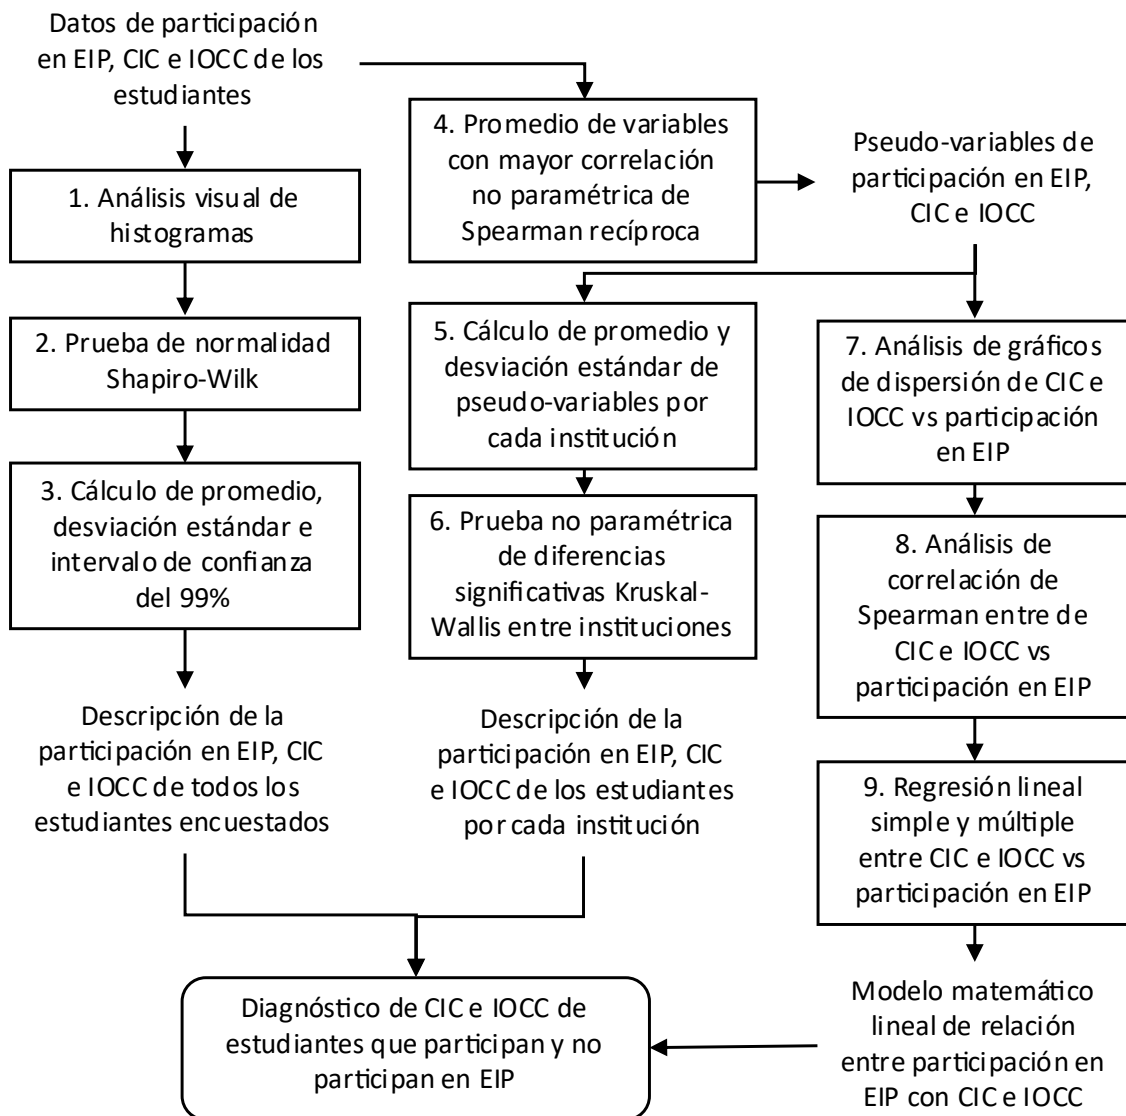 Datos de participación
en EIP, CIC e IOCC de los
estudiantes
1. Análisis visual de
histogramas
2. Prueba de normalidad
Shapiro-Wilk
3. Cálculo de promedio,
desviación estándar e
intervalo de confianza
del 99%
Descripción de la
participación en EIP, CIC
e IOCC de todos los
estudiantes encuestados
4. Promedio de variables
con mayor correlación
no paramétrica de
Spearman recíproca
Pseudo-variables de
participación en EIP,
CIC e IOCC
5. Cálculo de promedio y
desviación estándar de
pseudo-variables por
cada institución
6. Prueba no paramétrica
de diferencias
significativas Kruskal-
Wallis entre instituciones
Descripción de la
participación en EIP, CIC
e IOCC de los estudiantes
por cada institución
7. Análisis de gráficos
de dispersión de CIC e
IOCC vs participación
en EIP
8. Análisis de
correlación de
Spearman entre de
CIC e IOCC vs
participación en EIP
9. Regresión lineal
simple y múltiple
entre CIC e IOCC vs
participación en EIP
Modelo matemático
lineal de relación
entre participación en
EIP con CIC e IOCC
Diagnóstico de CIC e IOCC de
estudiantes que participan y no
participan en EIP